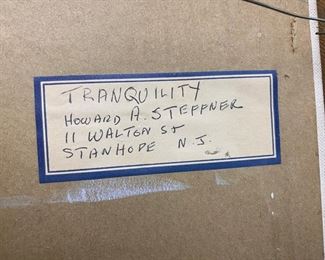 TRANQUILITY
HOWARD A. STEPPNER
11 WALTON ST
STANHOPE N.J.